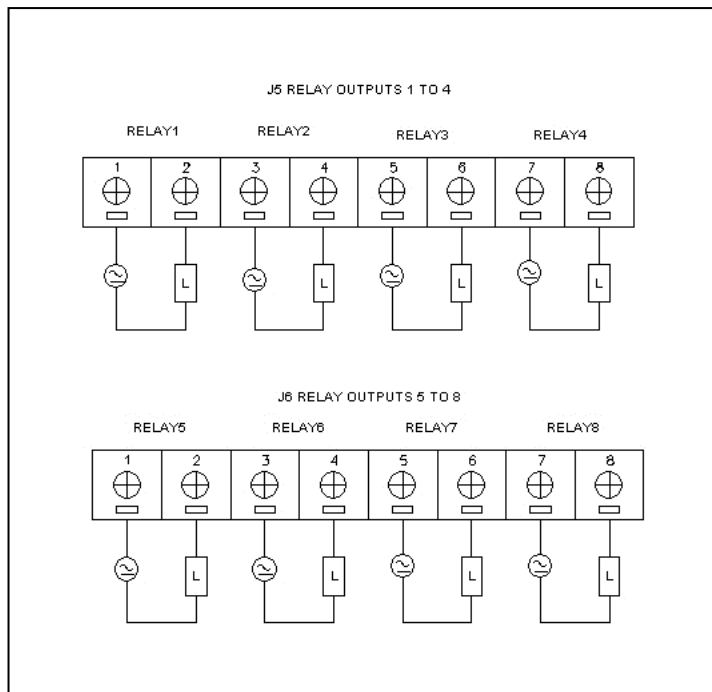 J5 RELAY OUTPUTS 1 TO 4
RELAY1 RELAY2 RELAY3 RELAY4
1 2 3 4 5 6 7 8
L L L L
J6 RELAY OUTPUTS 5 TO 8
RELAY5 RELAY6 RELAY7 RELAY8
1 2 3 4 5 6 7 8
L L L L